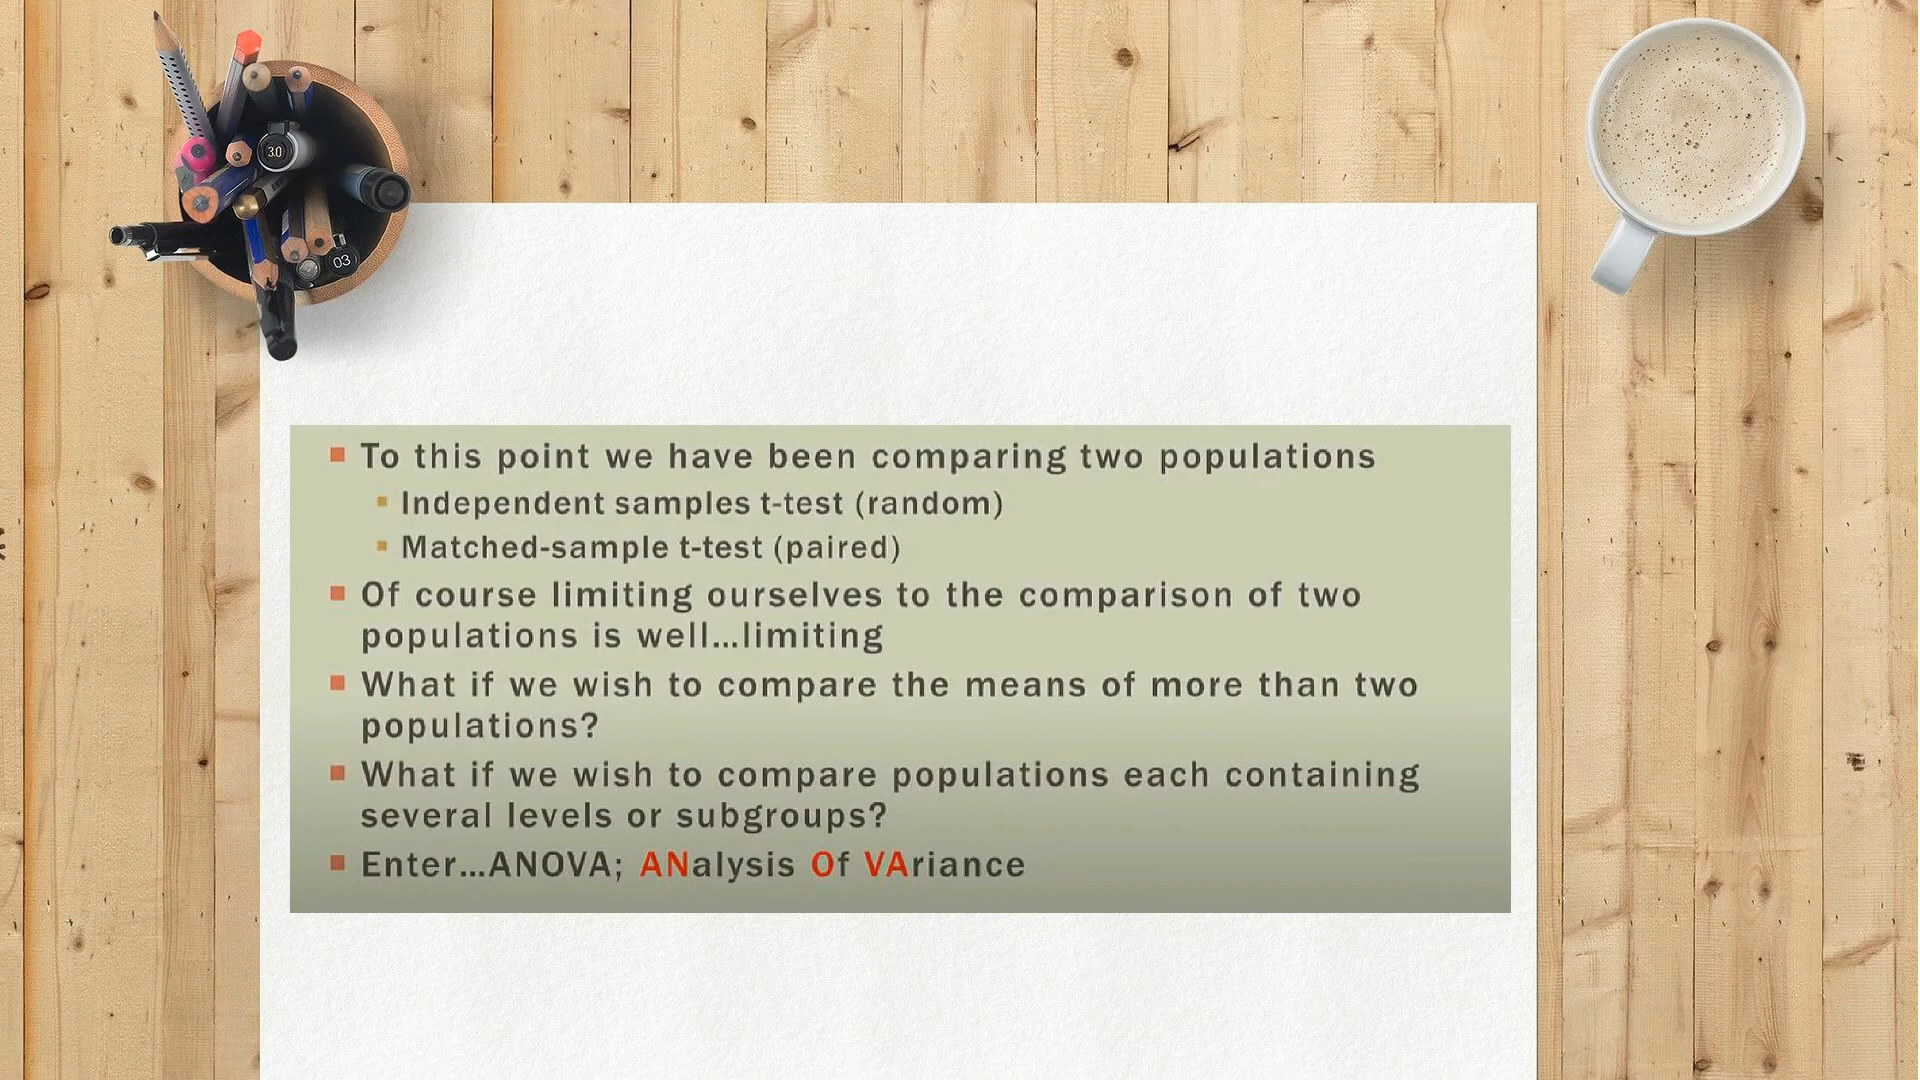 3.0
03
To this point we have been comparing two populations
Independent samples t-test (random)
Matched-sample t-test (paired)
Of course limiting ourselves to the comparison of two
populations is well...limiting
What if we wish to compare the means of more than two
populations?
What if we wish to compare populations each containing
several levels or subgroups?
Enter...ANOVA; ANalysis Of VAriance